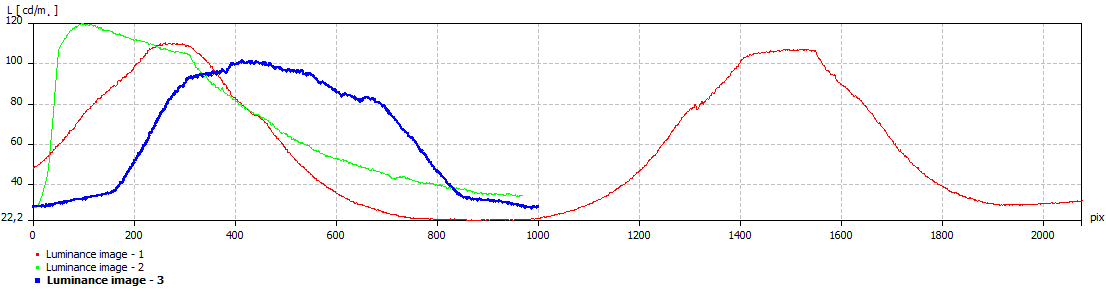 L [ cd/m . ]
120
100
80
60
40
22,2
0 200 400 600 800 1000 1200 1400 1600 1800 2000 pix
Luminance image - 1
Luminance image - 2
Luminance image - 3